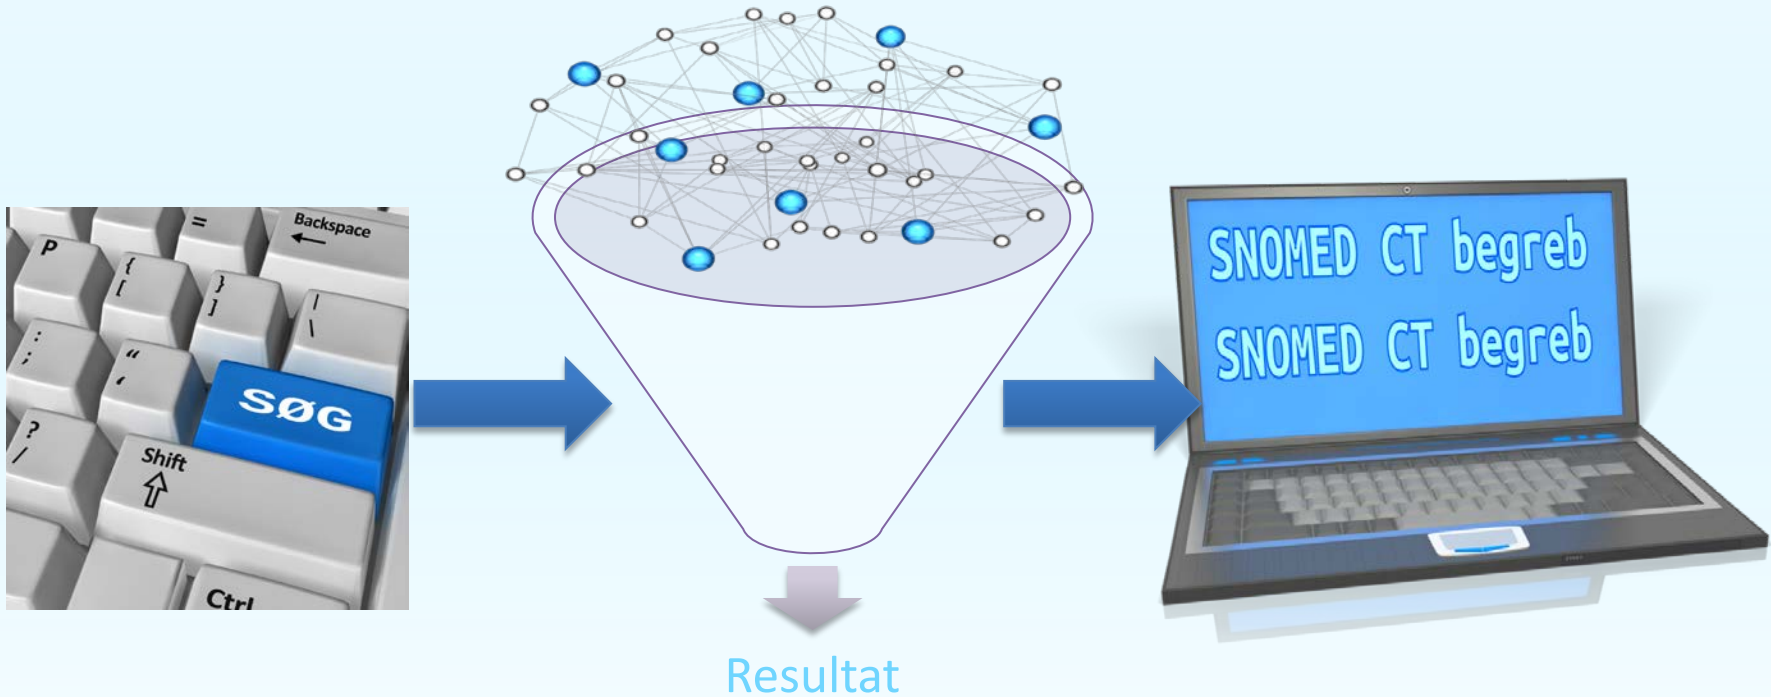 =
Backspace
P
{
[
}
]
|
\
:
;
“
‘
SØG
?
/
Shift
Ctrl
SNOMED CT begreb
SNOMED CT begreb
Resultat